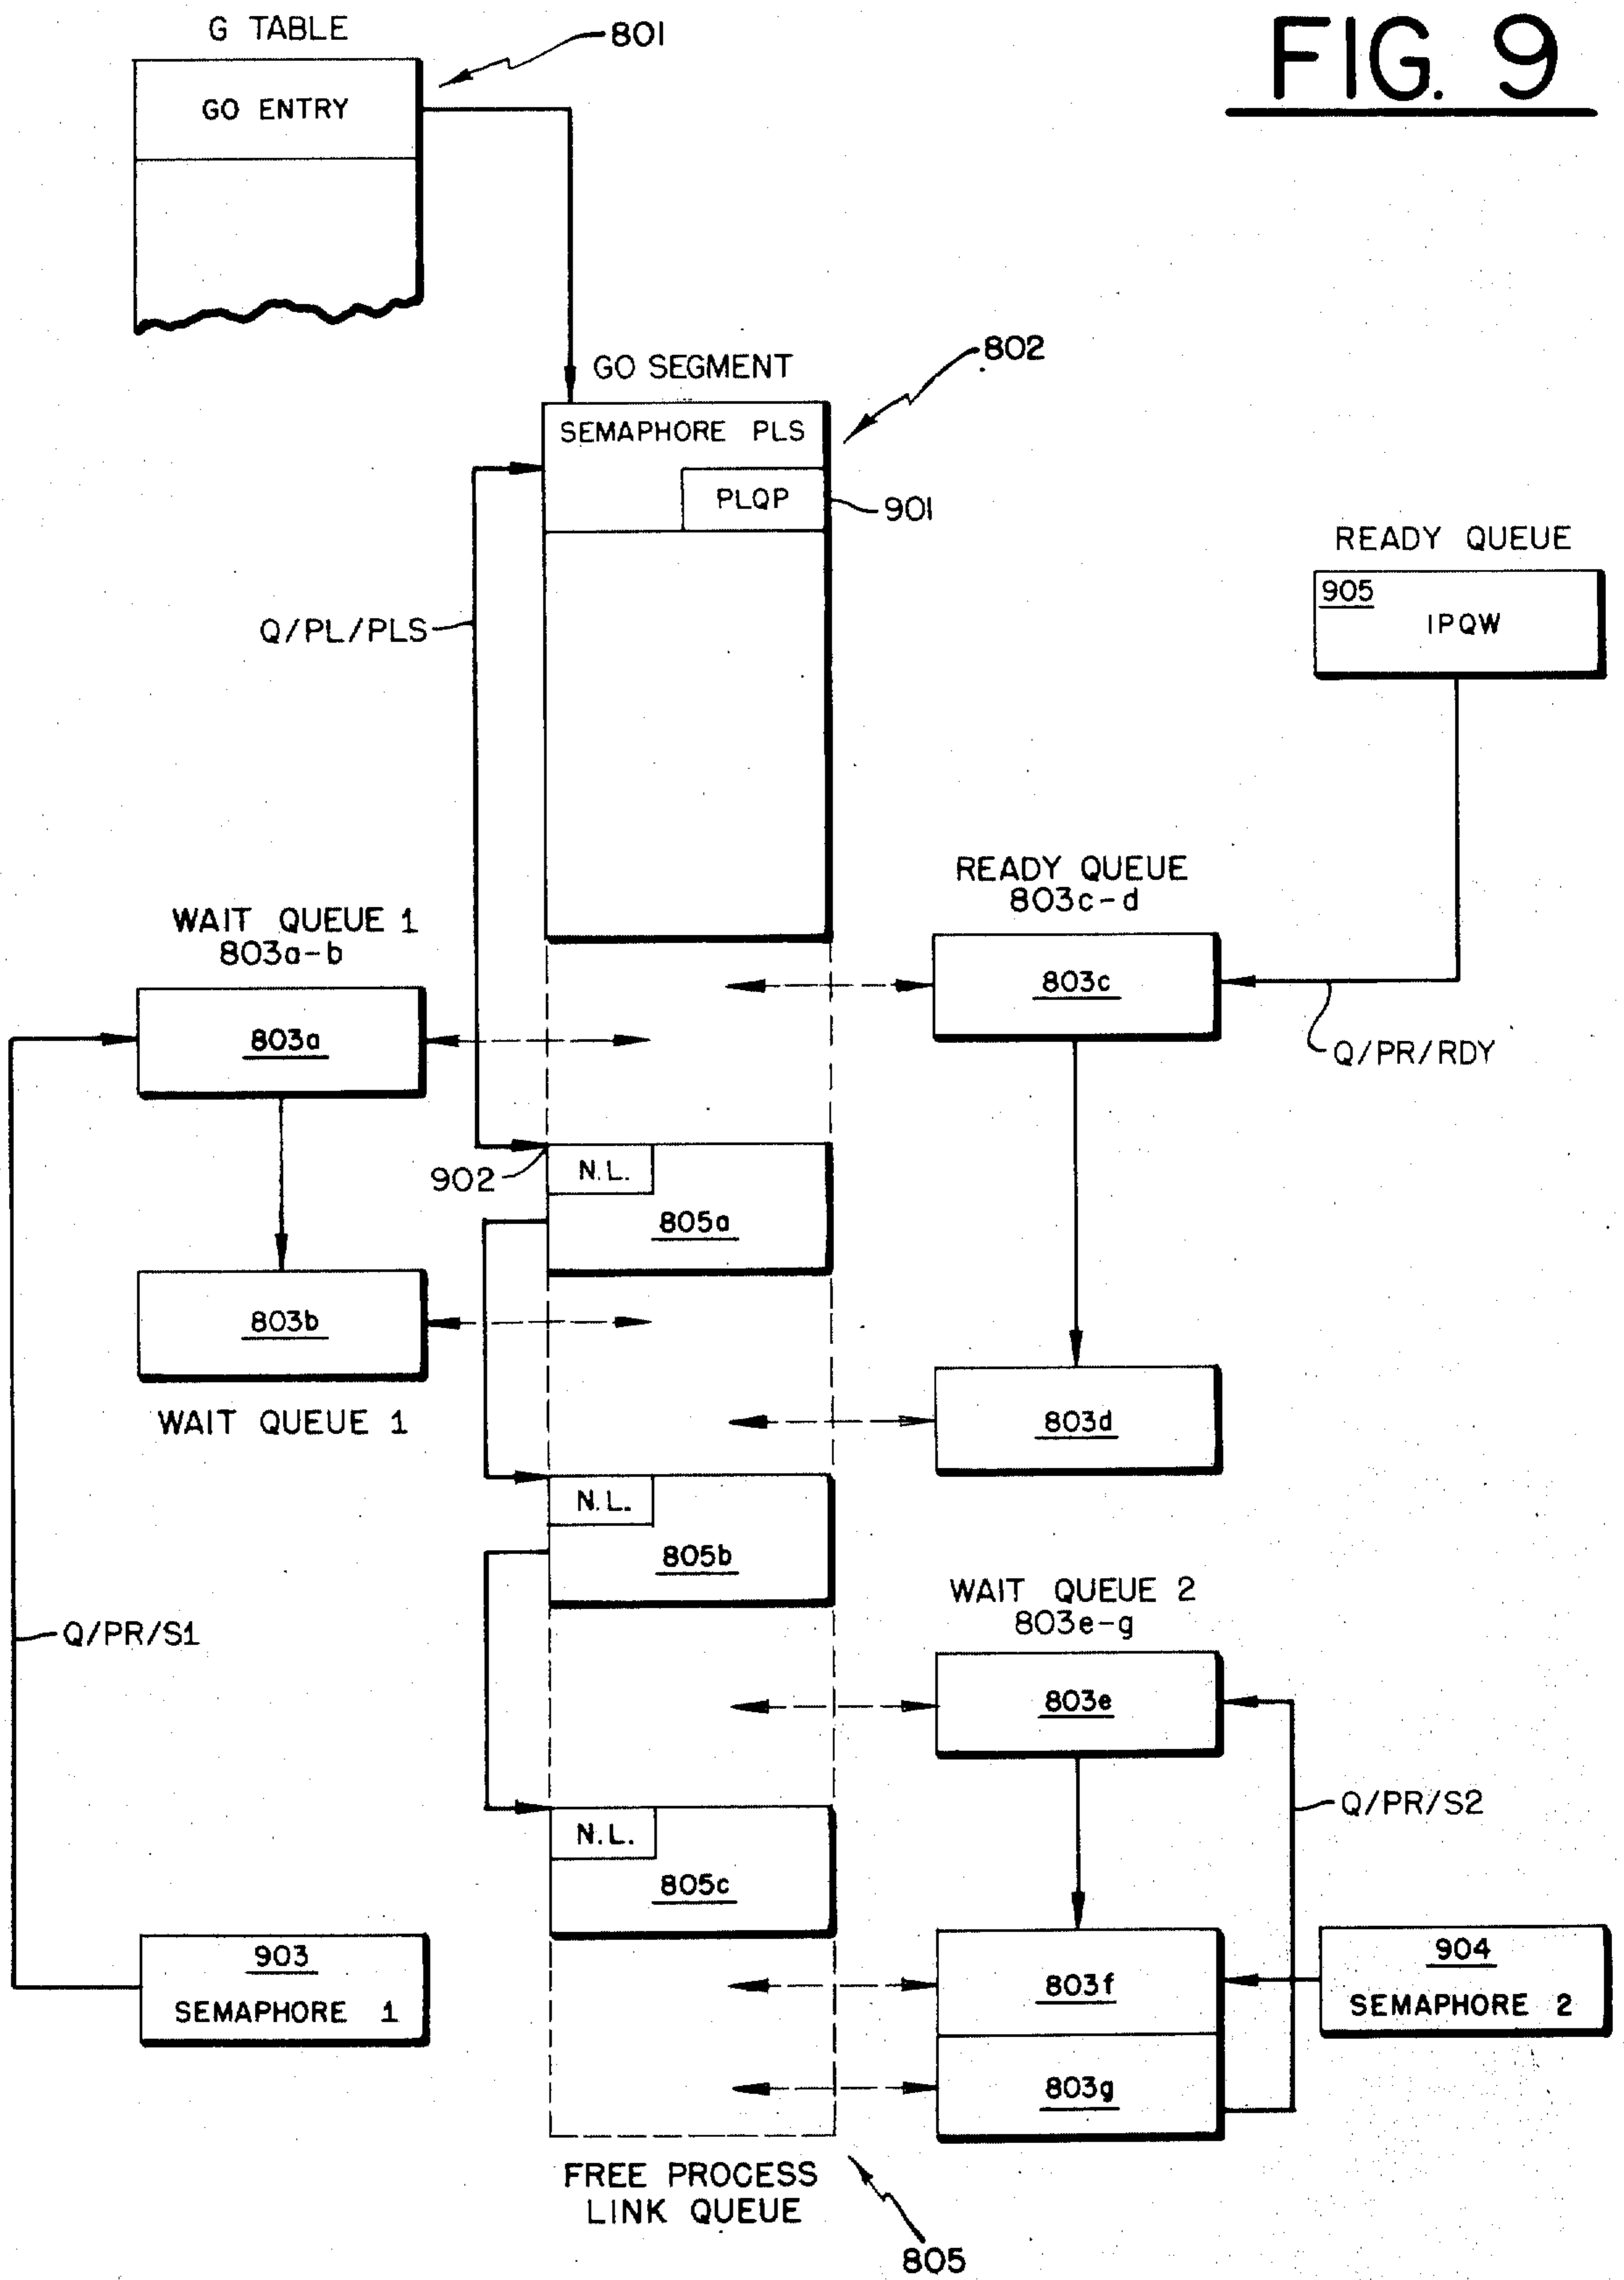 FIG. 9
G TABLE
801
GO ENTRY
GO SEGMENT
802
SEMAPHORE PLS
PLQP
901
READY QUEUE
905
IPQW
Q/PL/PLS
READY QUEUE
803c-d
WAIT QUEUE 1
803a-b
803c
803a
Q/PR/RDY
902
N.L.
805a
803b
WAIT QUEUE 1
803d
N.L.
805b
WAIT QUEUE 2
803e-g
Q/PR/S1
803e
Q/PR/S2
N.L.
805c
903
SEMAPHORE 1
803f
904
SEMAPHORE 2
803g
FREE PROCESS
LINK QUEUE
805